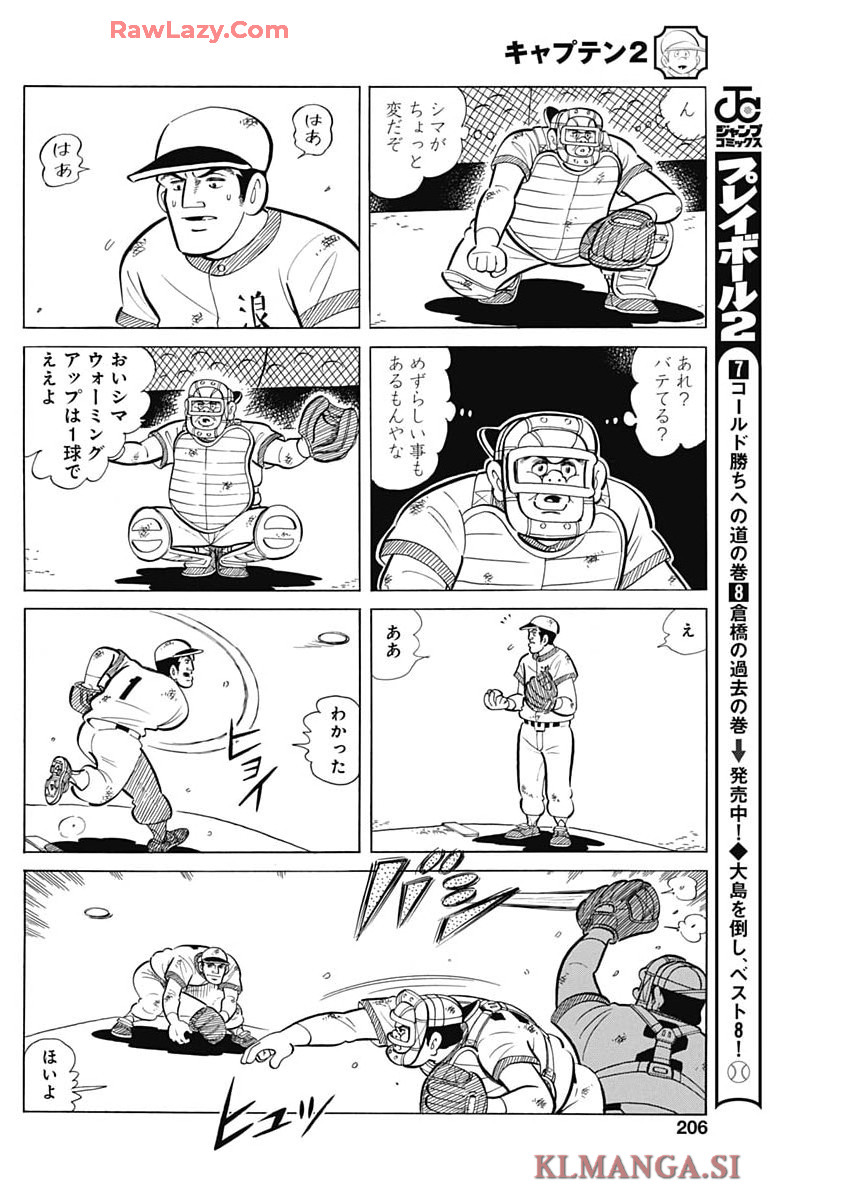 RawLazy.Com
キャプテン2
ん
シマが
ちょっと
変だぞ
はあ
はあ
浪
あれ?
バテてる?
めずらしい事も
あるもんやな
おいシマ
ウォーミング
アップは1球で
ええよ
え
ああ
1
わかった
ヒョイ
ズバッ
ほいよ
ヒュッ
JC
ジャンプ
コミックス
プレイボール2
7コールド勝ちへの道の巻8倉橋の過去の巻➡発売中!◆大島を倒し、ベスト8!
206
KLMANGA.SI